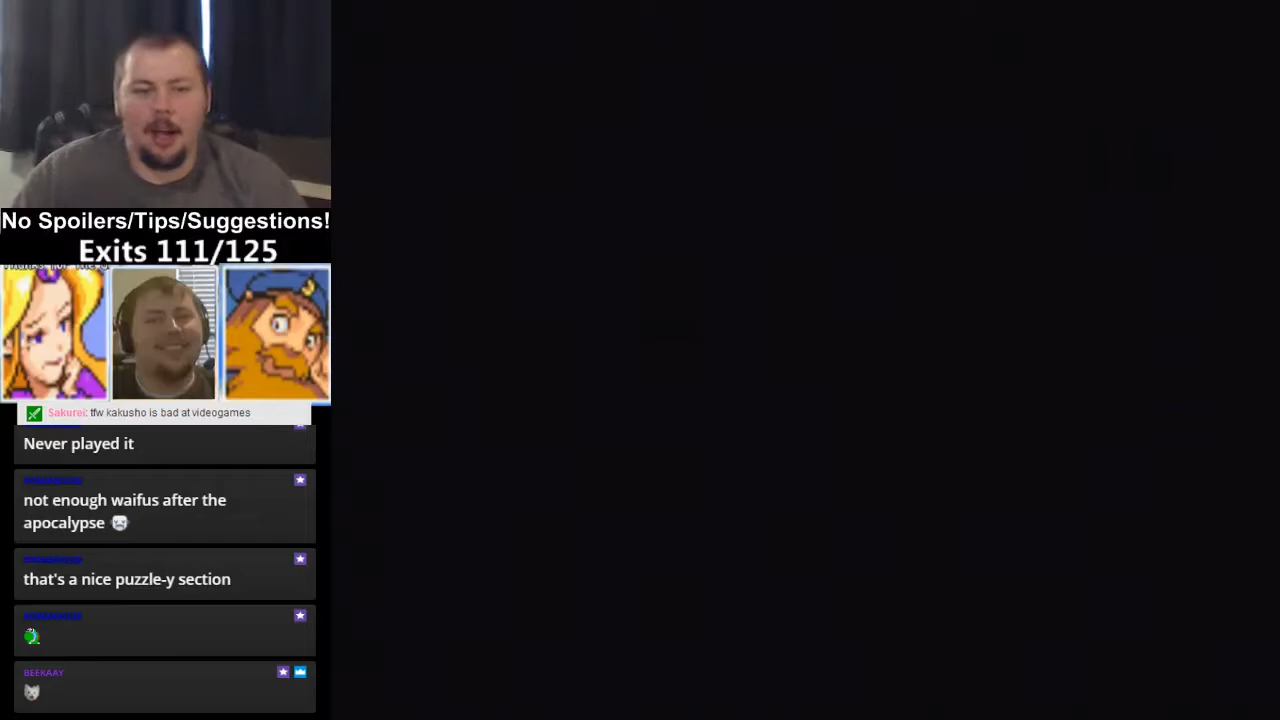 No Spoilers/Tips/Suggestions!
Exits 111/125
Sakurei: tfw kakusho is bad at videogames
Never played it
not enough waifus after the
apocalypse
that's a nice puzzle-y section
BEEKAAY